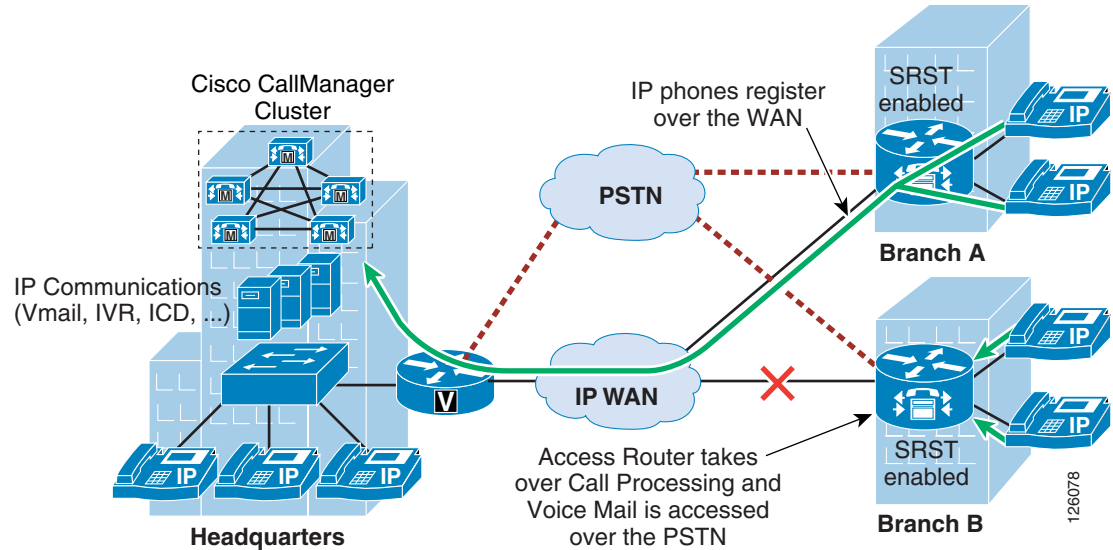 Cisco CallManager
Cluster
M
M
M
M
M
IP Communications
(Vmail, IVR, ICD, ...)
IP
IP
IP
Headquarters
V
PSTN
IP WAN
IP phones register
over the WAN
SRST
enabled
IP
IP
Branch A
Access Router takes
over Call Processing and
Voice Mail is accessed
over the PSTN
IP
IP
SRST
enabled
Branch B
126078